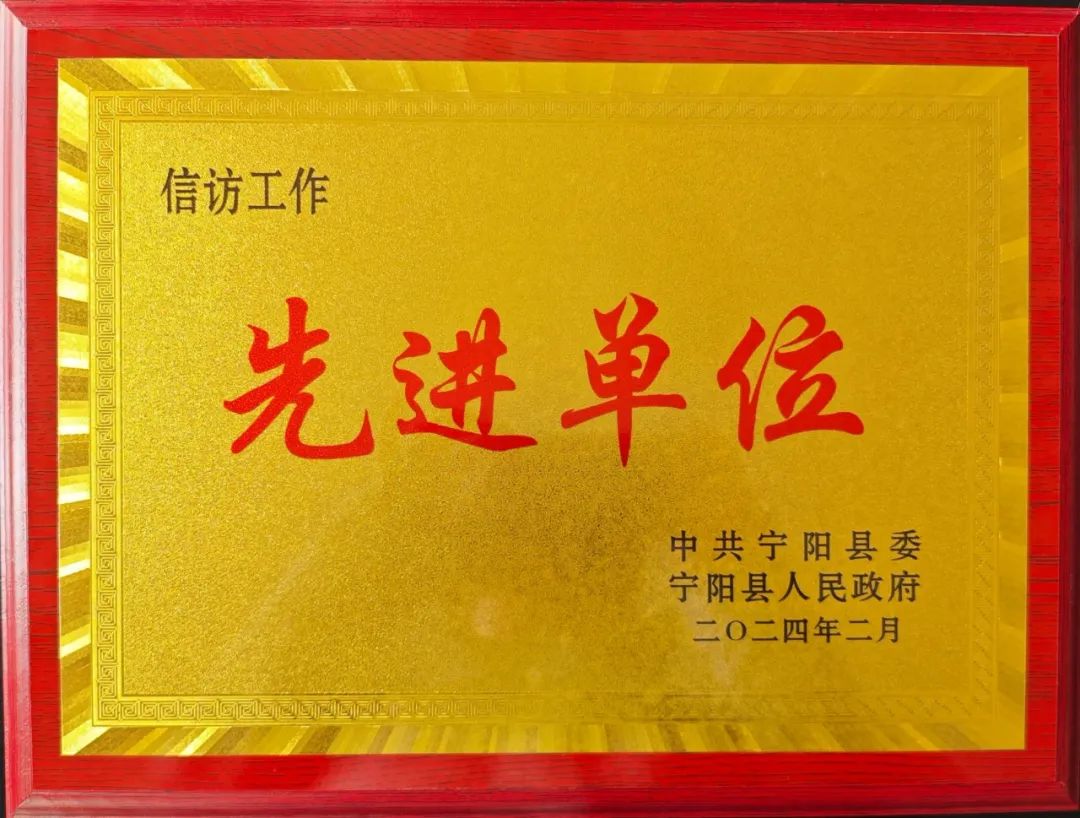 信访工作
先进单位
中共宁阳县委
宁阳县人民政府
二〇二四年二月